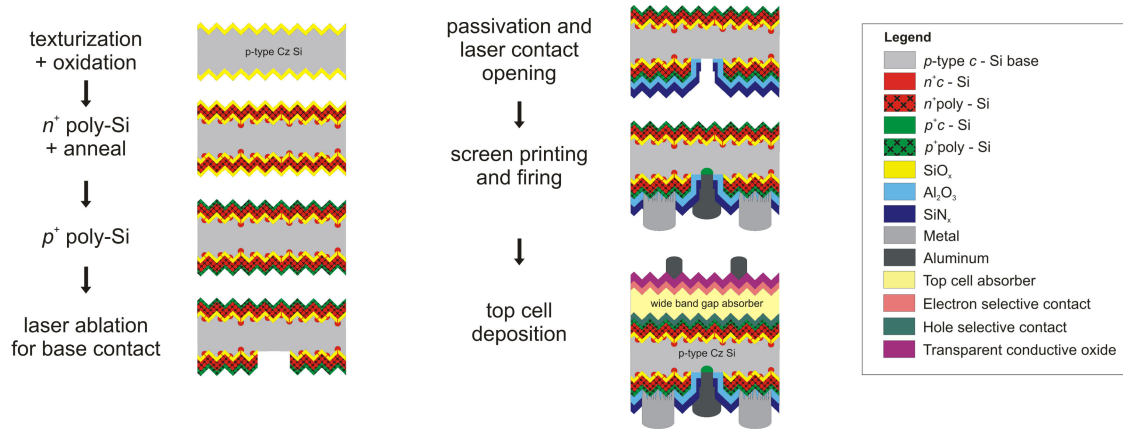 texturization
+ oxidation
p-type Cz Si
n⁺ poly-Si
+ anneal
p⁺ poly-Si
laser ablation
for base contact
passivation and
laser contact
opening
screen printing
and firing
top cell
deposition
wide band gap absorber
p-type Cz Si
Legend
p-type c - Si base
n⁺c - Si
n⁺poly - Si
p⁺c - Si
p⁺poly - Si
SiOₓ
Al₂O₃
SiNₓ
Metal
Aluminum
Top cell absorber
Electron selective contact
Hole selective contact
Transparent conductive oxide